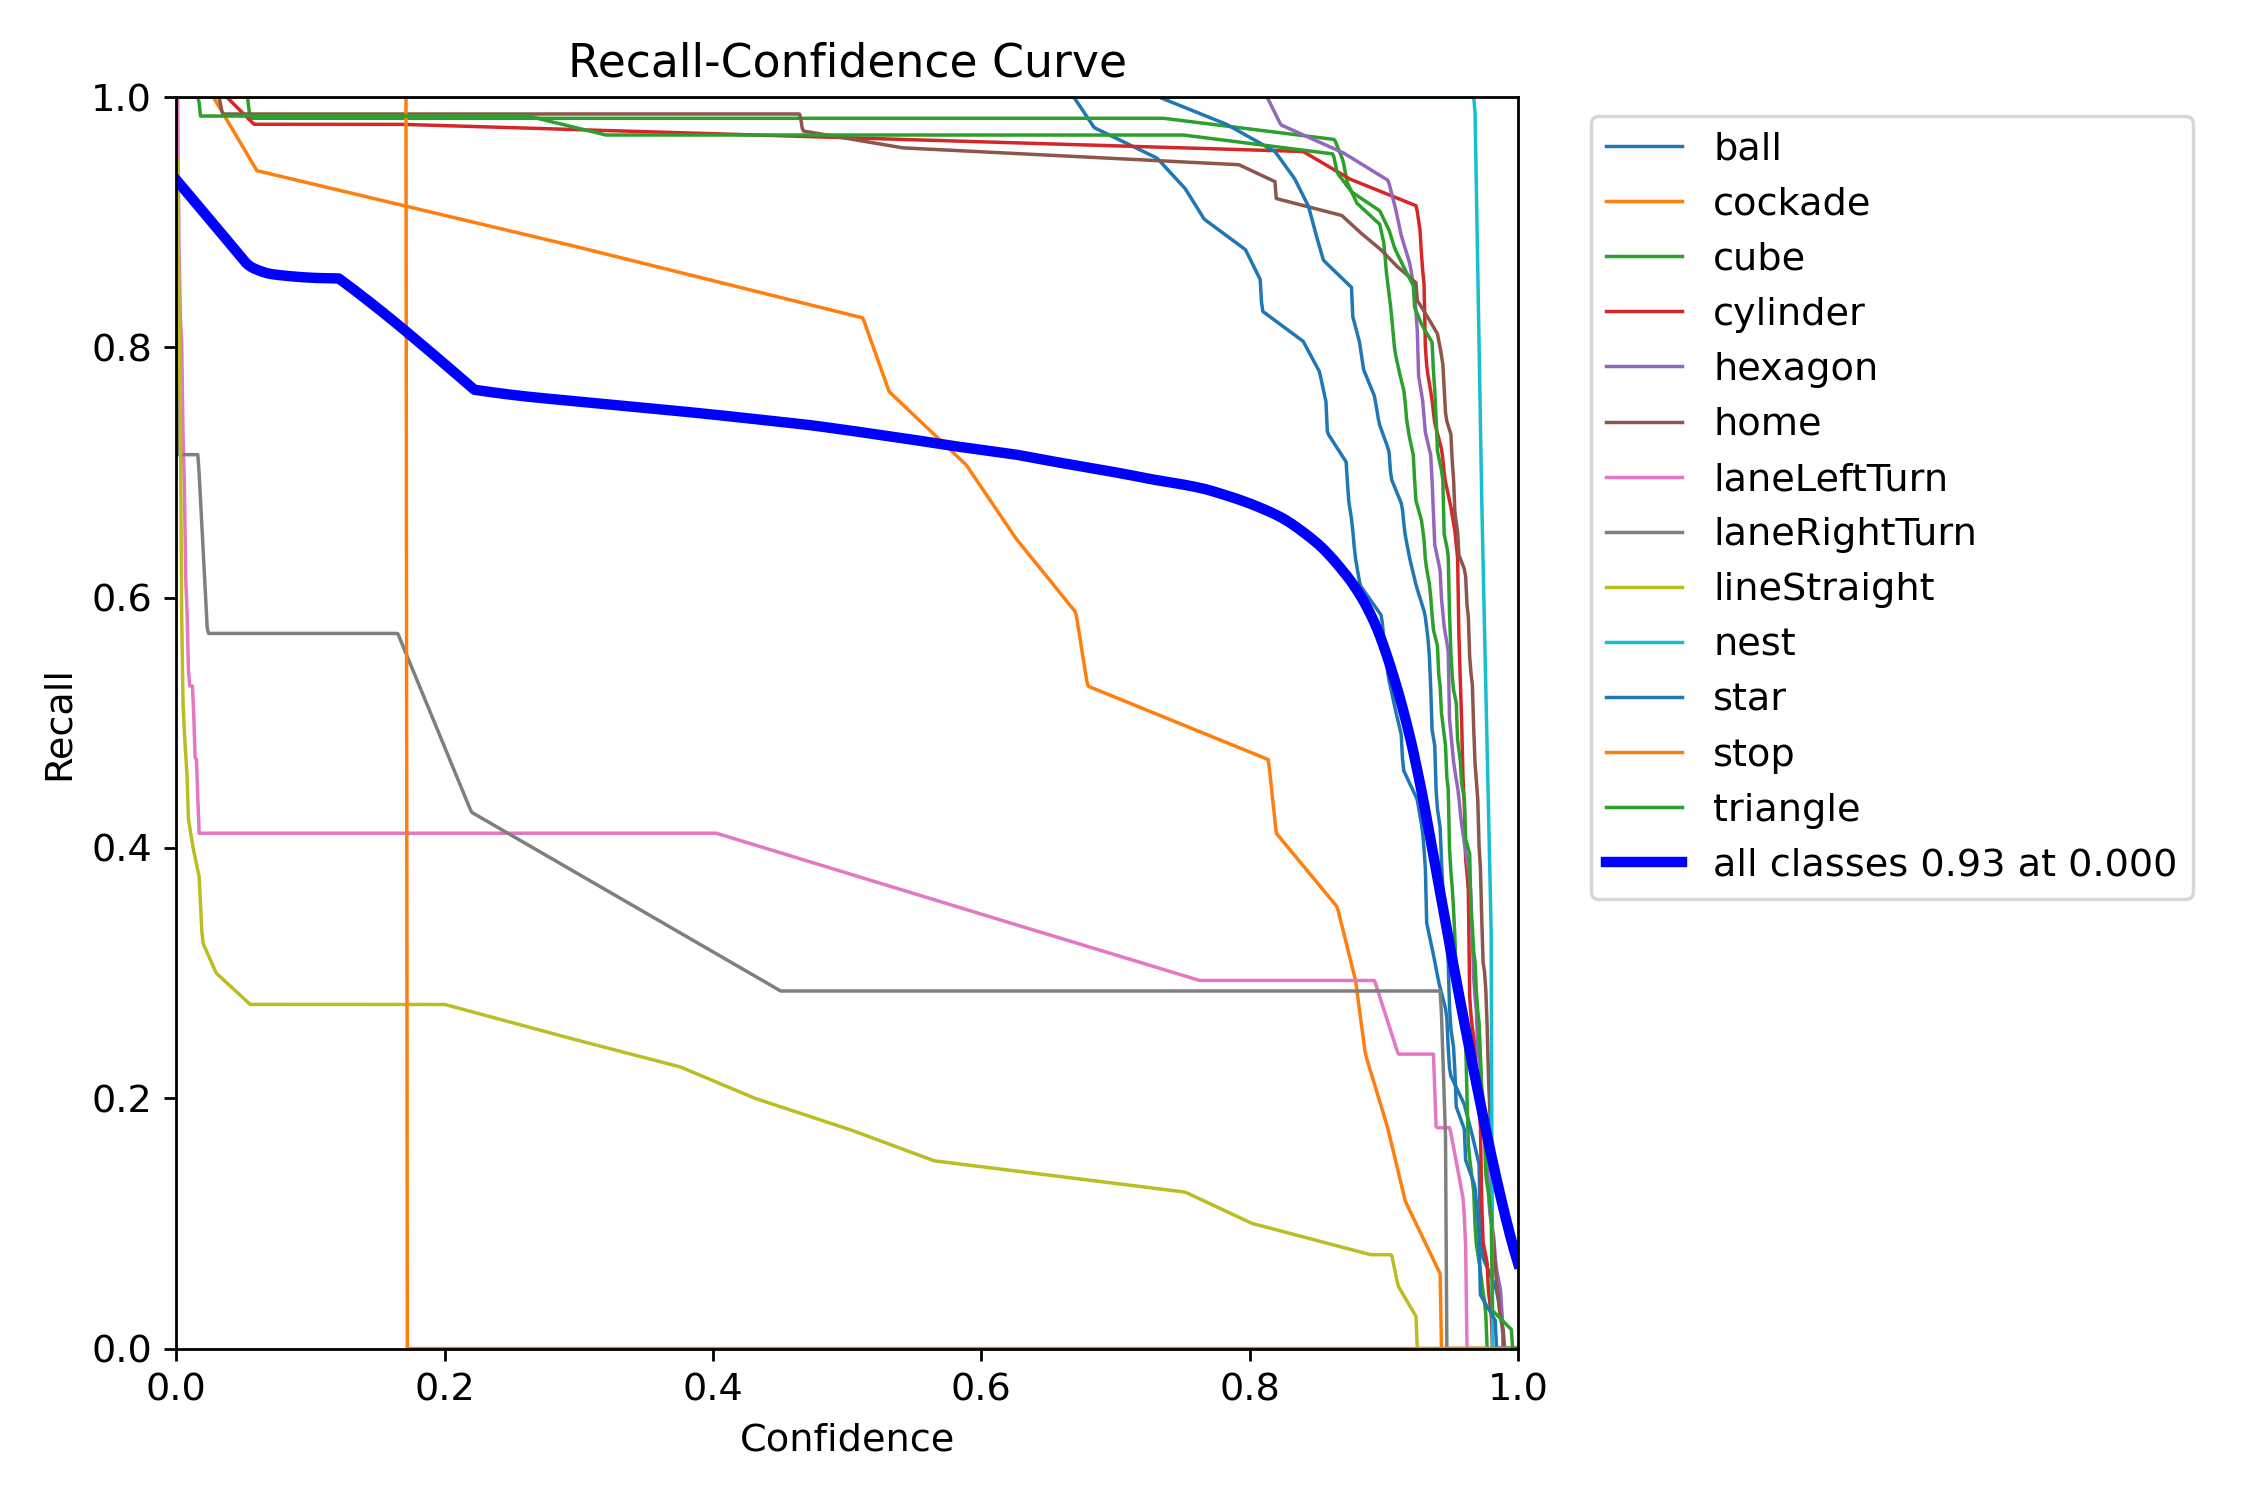 Recall-Confidence Curve
1.0
0.8
0.6
0.4
0.2
0.0
Recall
0.0 0.2 0.4 0.6 0.8 1.0
Confidence
ball
cockade
cube
cylinder
hexagon
home
laneLeftTurn
laneRightTurn
lineStraight
nest
star
stop
triangle
all classes 0.93 at 0.000